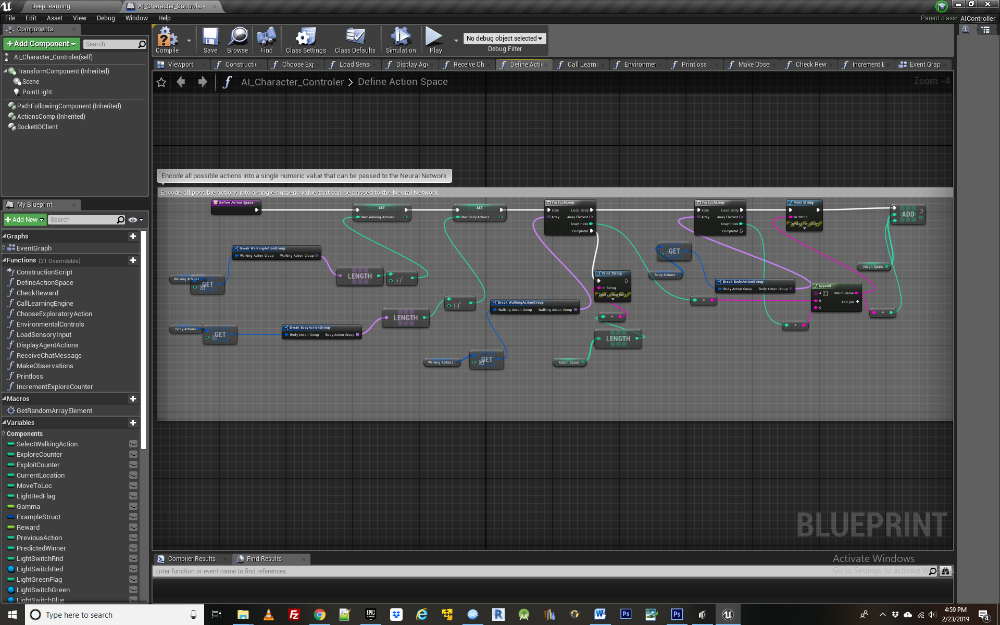 DeepLearning
AI_Character_Controler*
File Edit Asset View Debug Window Help
Parent class: AIController
Components
+Add Component
Search
AI_Character_Controler(self)
TransformComponent (Inherited)
Scene
PointLight
PathFollowingComponent (Inherited)
ActionsComp (Inherited)
SocketIOClient
Compile
Save
Browse
Find
Class Settings
Class Defaults
Simulation
Play
No debug object selected
Debug Filter
Viewport
Constructic
Choose Ex
Load Sens
Display Ag
Receive Ch
Define Acti
Call Learni
Environmer
Printloss
Make Obse
Check Rew
Increment E
Event Grap
AI_Character_Controler > Define Action Space
Zoom -4
Encode all possible actions into a single numeric value that can be passed to the Neural Network
Encode all possible actions into a single numeric value that can be passed to the Neural Network
Define Action Space
SET
Max Walking Actions
SET
Max Body Actions
ForEachLoop
Exec Loop Body
Array Array Element
Array Index
Completed
ForEachLoop
Exec Loop Body
Array Array Element
Array Index
Completed
Print String
In String
Development Only
ADD
Break WalkingActionGroup
Walking Action Group Walking Action Group
Walking Actions
GET
LENGTH
GET
Body Actions
Action Space
Print String
In String
Development Only
Break BodyActionGroup
Body Action Group Body Action Group
Append
A Return Value
B Add pin +
C
Break WalkingActionGroup
Walking Action Group Walking Action Group
LENGTH
Body Actions
GET
Break BodyActionGroup
Body Action Group Body Action Group
LENGTH
Walking Actions
GET
Action Space
BLUEPRINT
My Blueprint
+Add New
Search
Graphs
EventGraph
Functions (21 Overridable)
ConstructionScript
DefineActionSpace
CheckReward
CallLearningEngine
ChooseExploratoryAction
EnvironmentalControls
LoadSensoryInput
DisplayAgentActions
ReceiveChatMessage
MakeObservations
Printloss
IncrementExploreCounter
Macros
GetRandomArrayElement
Variables
Components
SelectWalkingAction
ExploreCounter
ExploitCounter
CurrentLocation
MoveToLoc
LightRedFlag
Gamma
ExampleStruct
Reward
PreviousAction
PredictedWinner
LightSwitchRnd
LightSwitchRed
LightGreenFlag
LightSwitchGreen
LightSwitchBlue
Compiler Results
Find Results
Enter function or event name to find references...
Activate Windows
Go to Settings to activate Windows.
Type here to search
4:59 PM
2/23/2019
4